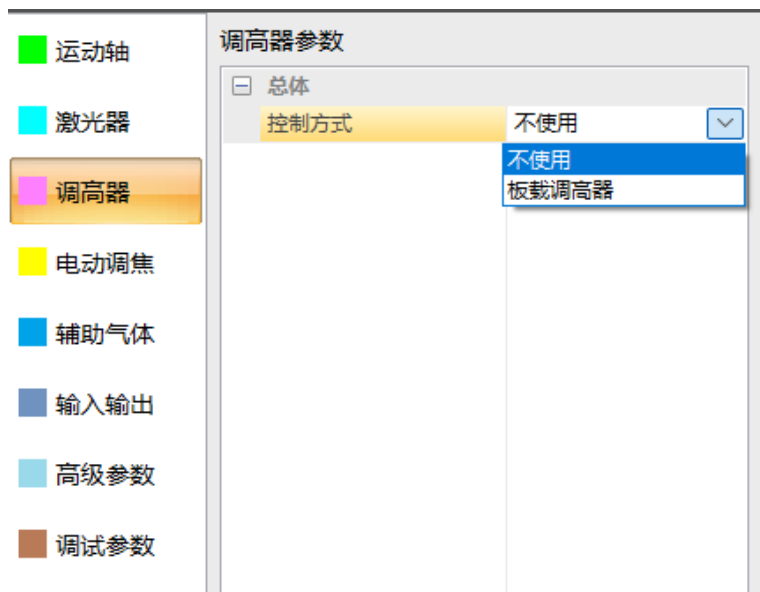 运动轴
激光器
调高器
电动调焦
辅助气体
输入输出
高级参数
调试参数
调高器参数
总体
控制方式 不使用
不使用
板载调高器